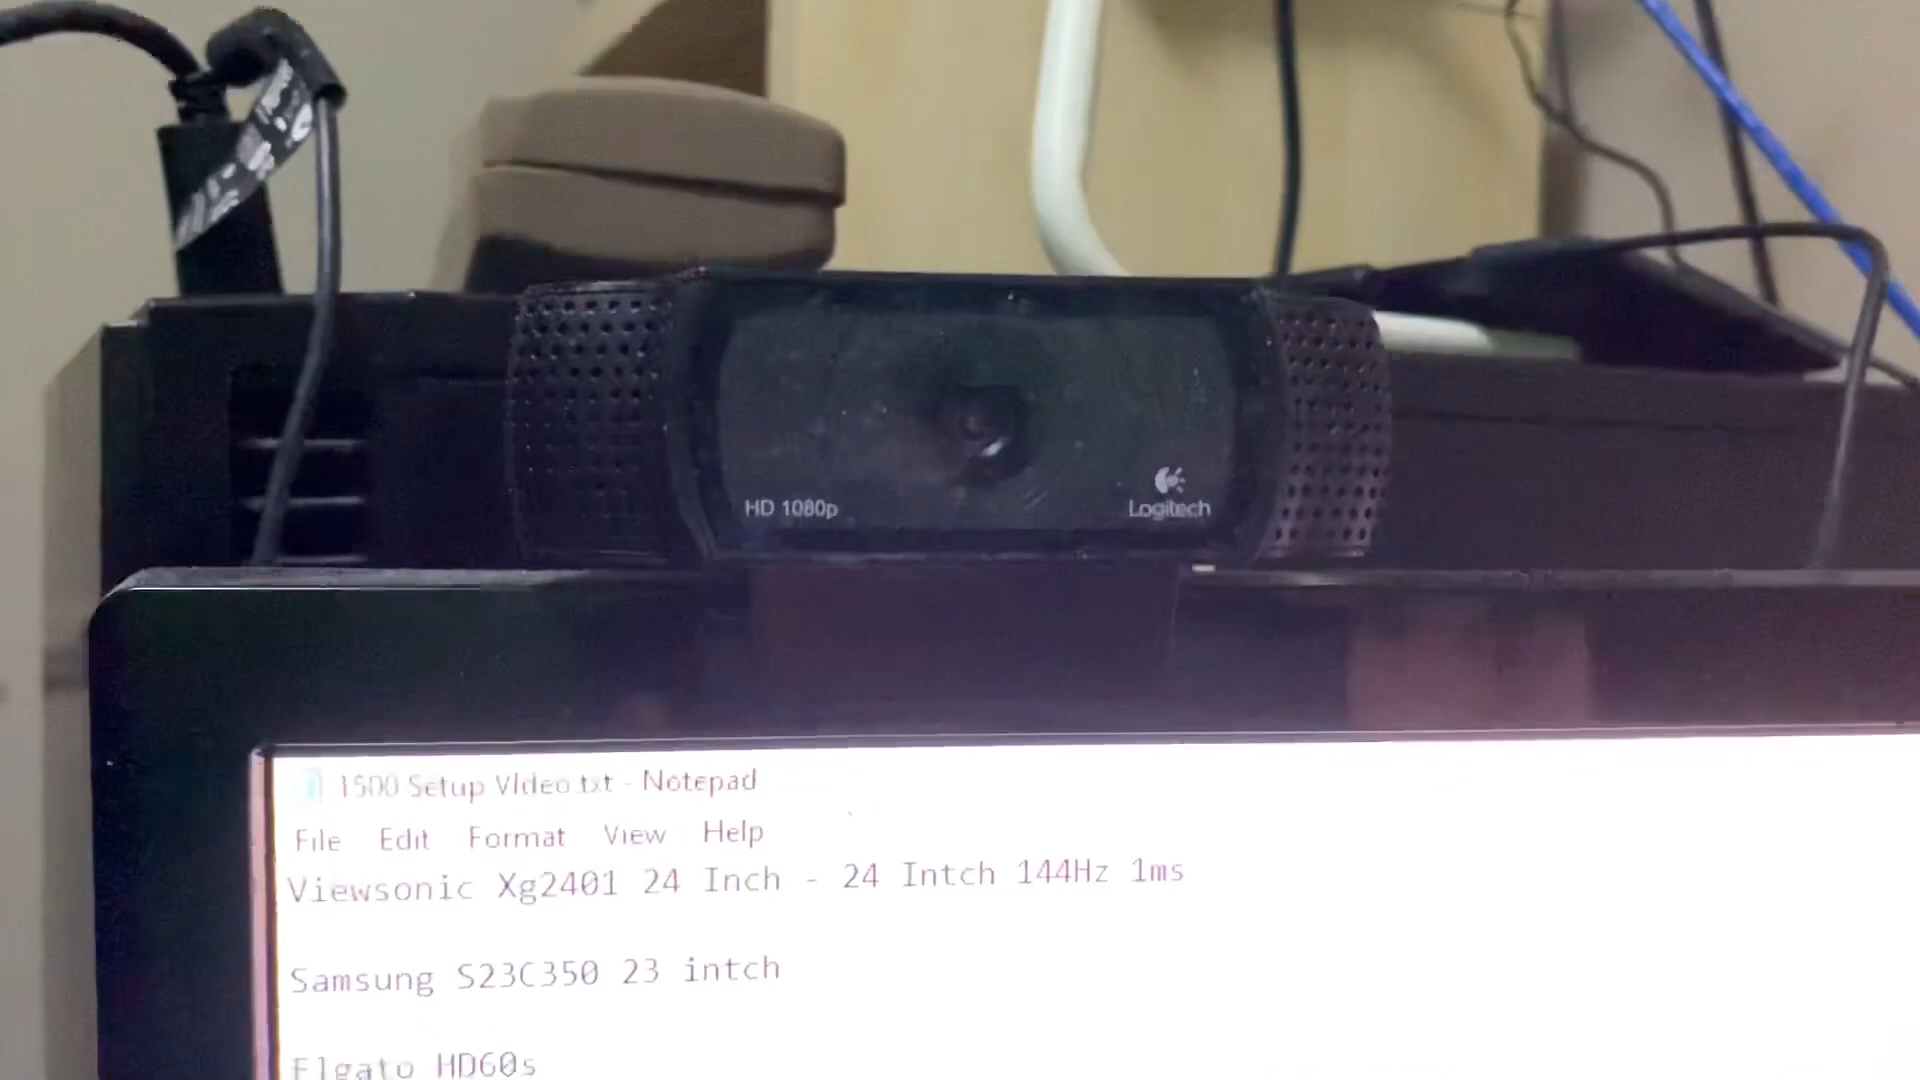 HD 1080p
Logitech
1500 Setup VIdeo.txt - Notepad
File Edit Format View Help
Viewsonic Xg2401 24 Inch - 24 Intch 144Hz 1ms
Samsung S23C350 23 intch
Elgato HD60s